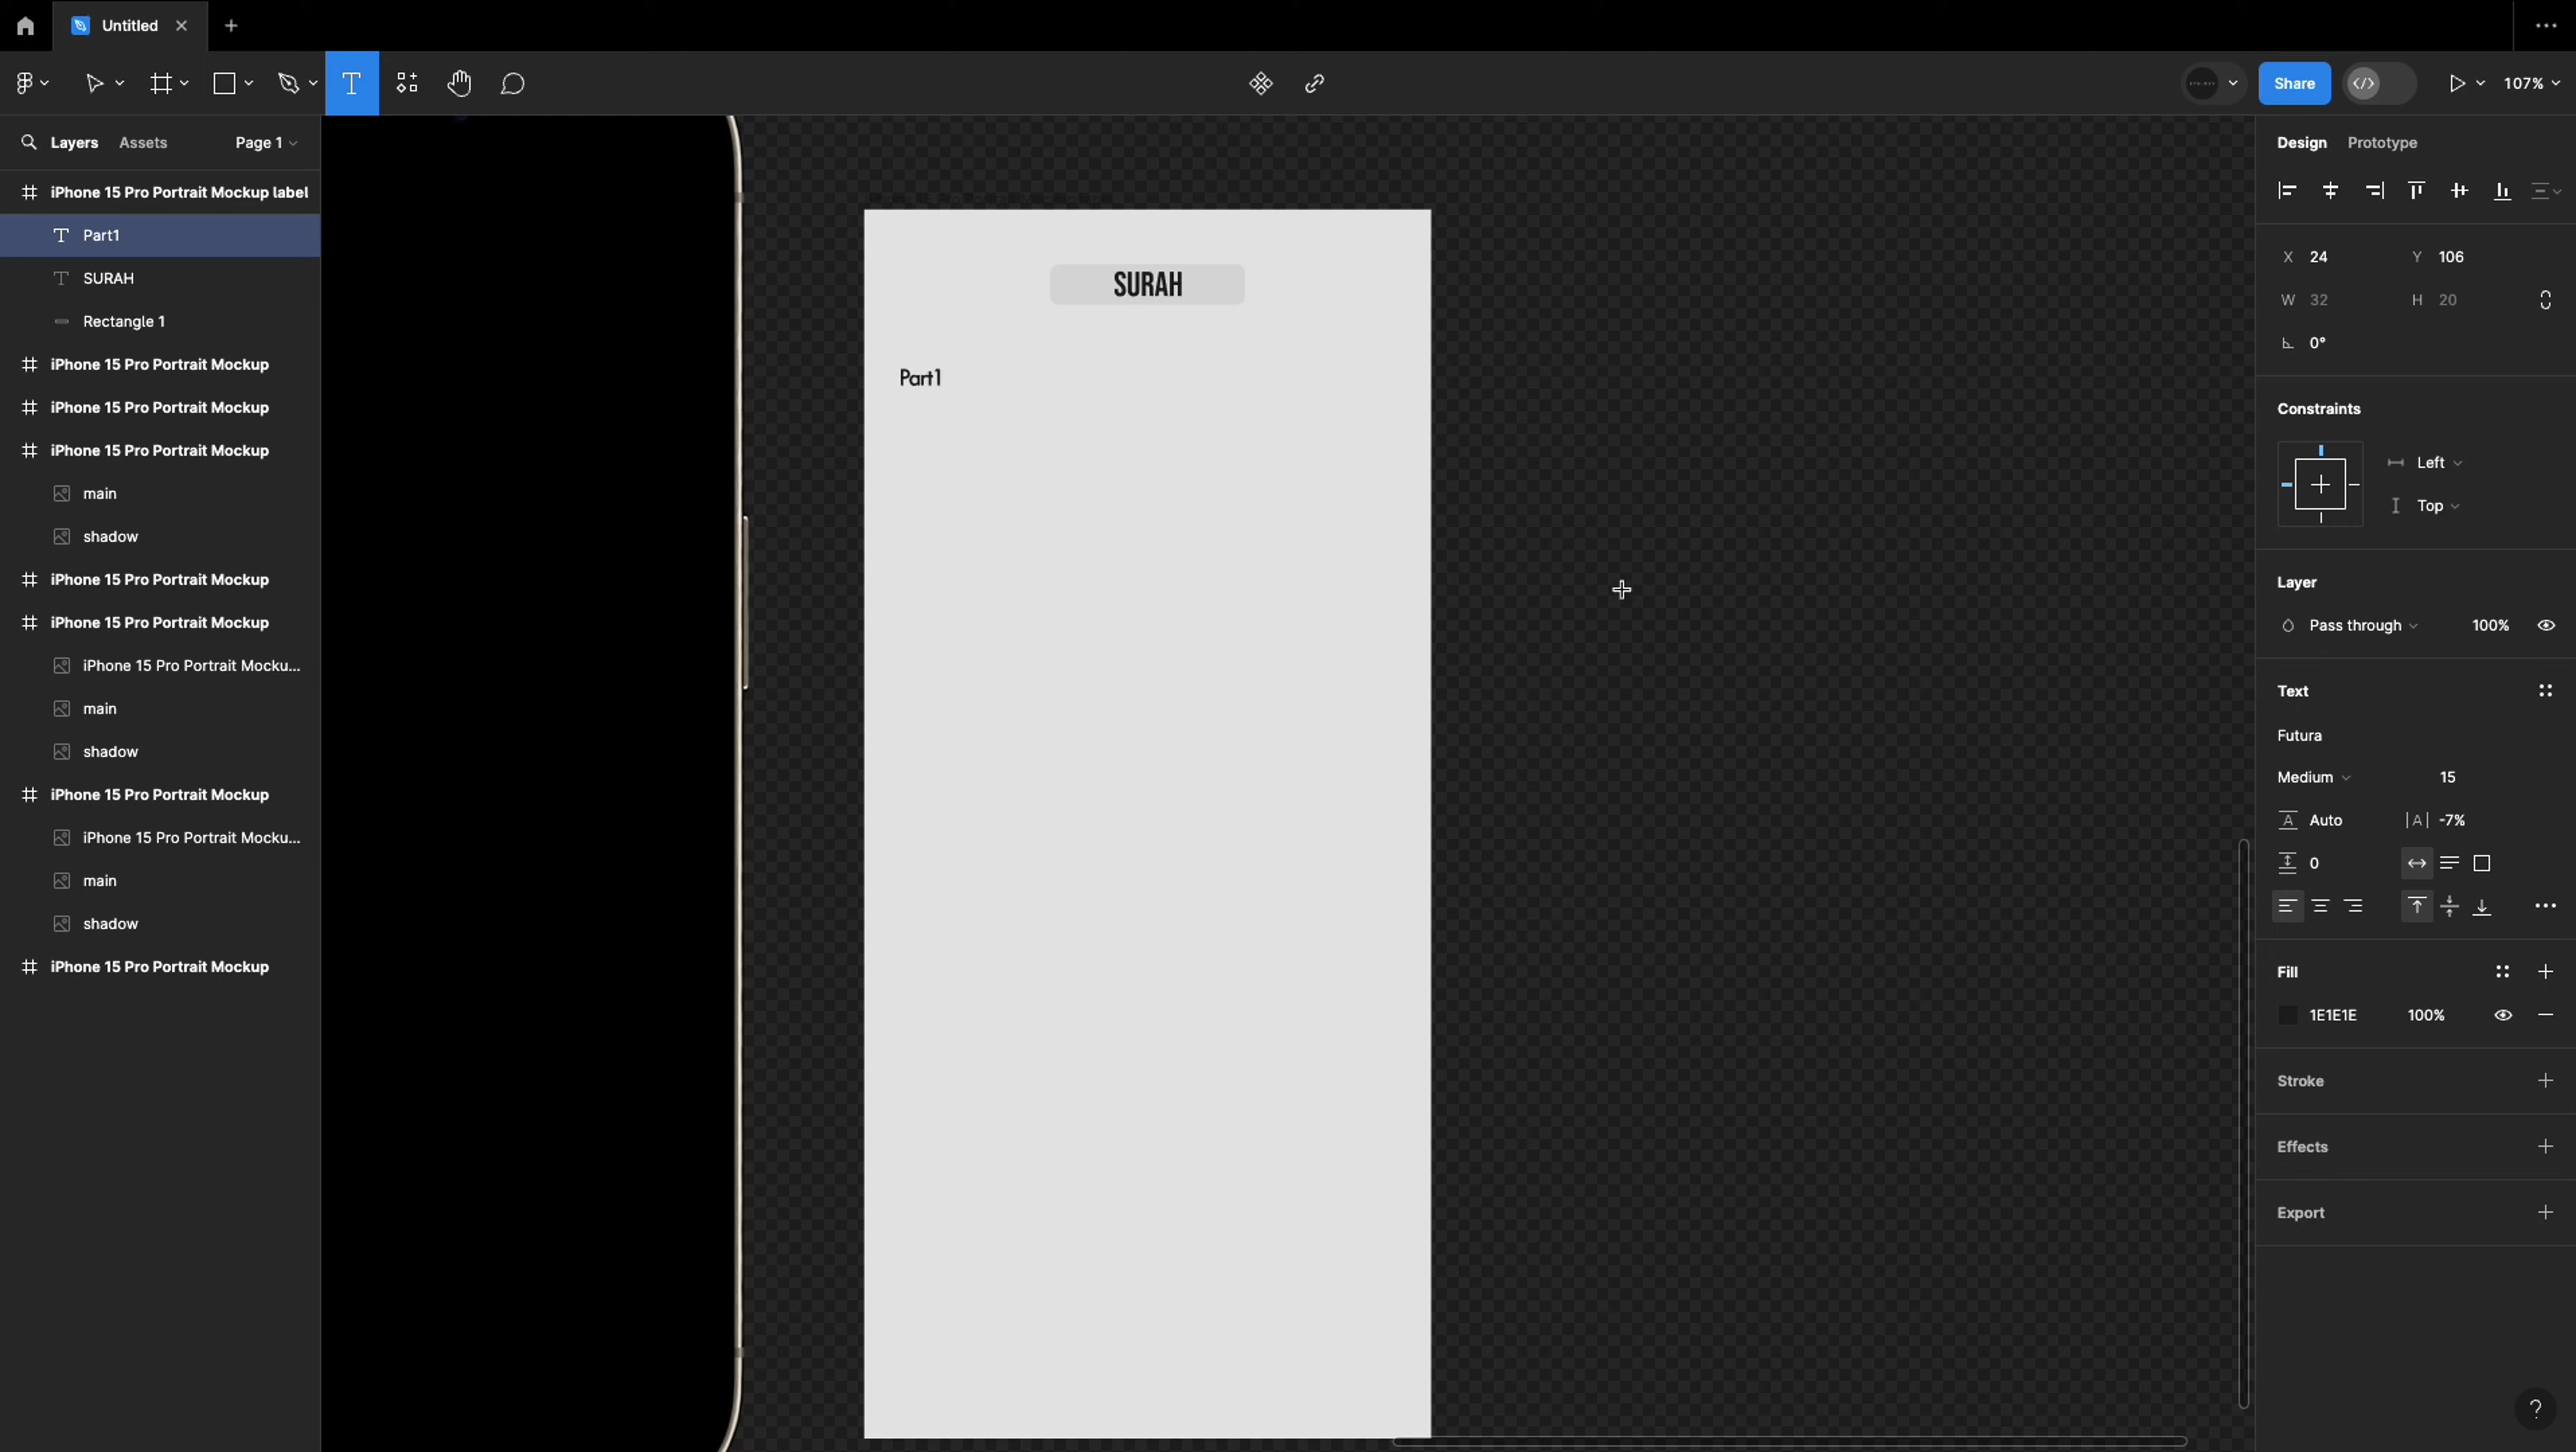 Untitled
Share
107%
Layers
Assets
Page 1
iPhone 15 Pro Portrait Mockup label
Part1
SURAH
Rectangle 1
iPhone 15 Pro Portrait Mockup
iPhone 15 Pro Portrait Mockup
iPhone 15 Pro Portrait Mockup
main
shadow
iPhone 15 Pro Portrait Mockup
iPhone 15 Pro Portrait Mockup
iPhone 15 Pro Portrait Mocku...
main
shadow
iPhone 15 Pro Portrait Mockup
iPhone 15 Pro Portrait Mocku...
main
shadow
iPhone 15 Pro Portrait Mockup
SURAH
Part1
Design
Prototype
X 24 Y 106
W 32 H 20
0°
Constraints
Left
Top
Layer
Pass through 100%
Text
Futura
Medium 15
Auto -7%
0
Fill
1E1E1E 100%
Stroke
Effects
Export
?